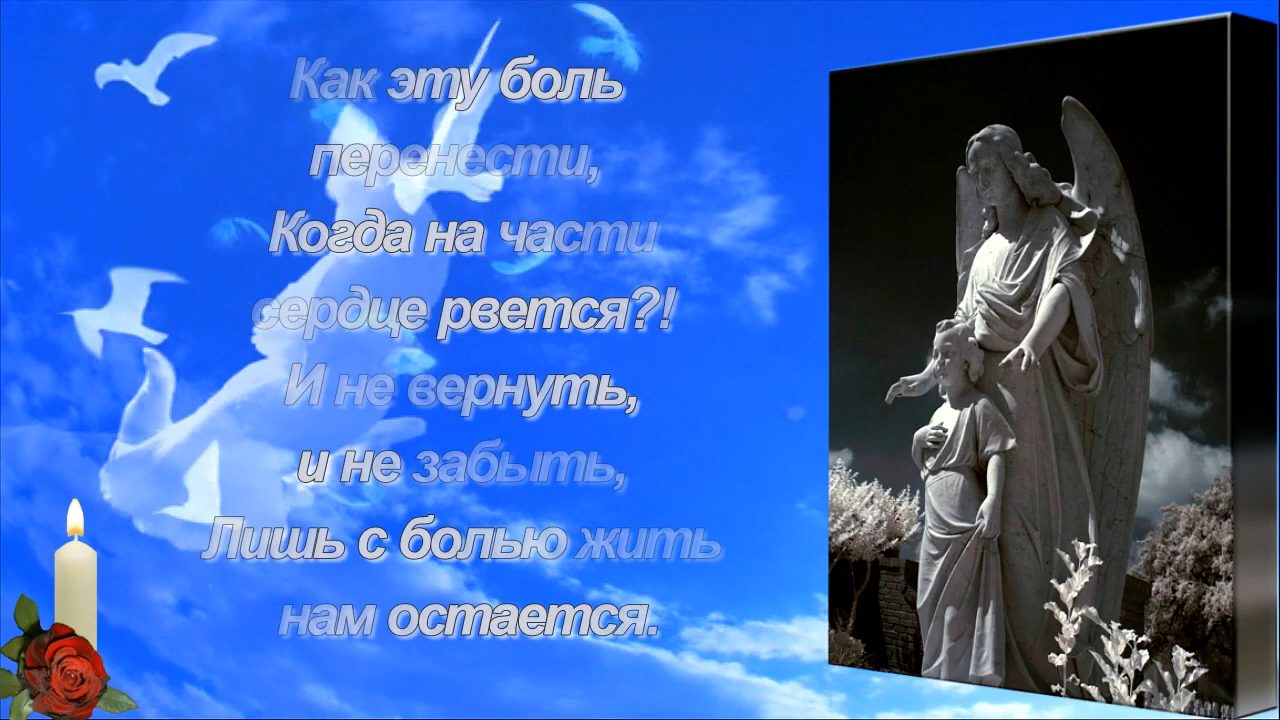 Как эту боль
перенести,
Когда на части
сердце рвется?!
И не вернуть,
и не забыть,
Лишь с болью жить
нам остается.